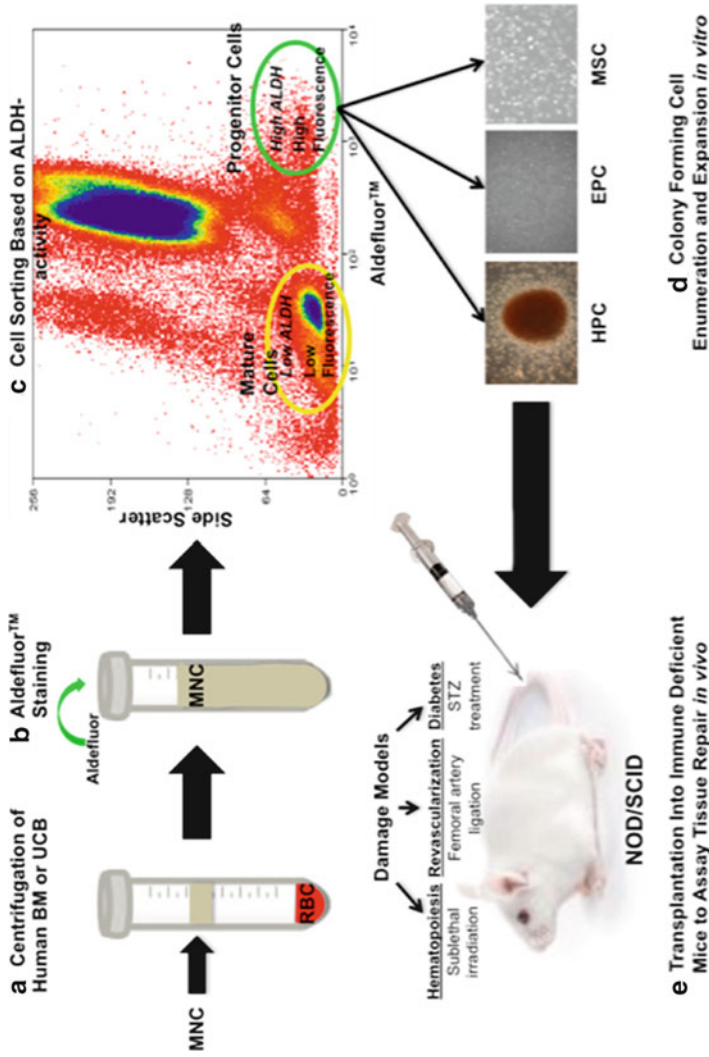 a Centrifugation of
Human BM or UCB
MNC
RBC
b Aldefluor™
Staining
Aldefluor
MNC
c Cell Sorting Based on ALDH-
activity
Side Scatter
256
192
128
64
0
10⁰
10¹
10²
10³
10⁴
Aldefluor™
Mature
Cells
Low ALDH
Low
Fluorescence
Progenitor Cells
High ALDH
High
Fluorescence
HPC
EPC
MSC
d Colony Forming Cell
Enumeration and Expansion in vitro
Damage Models
Hematopoiesis
Sublethal
irradiation
Revascularization
Femoral artery
ligation
Diabetes
STZ
treatment
NOD/SCID
e Transplantation Into Immune Deficient
Mice to Assay Tissue Repair in vivo